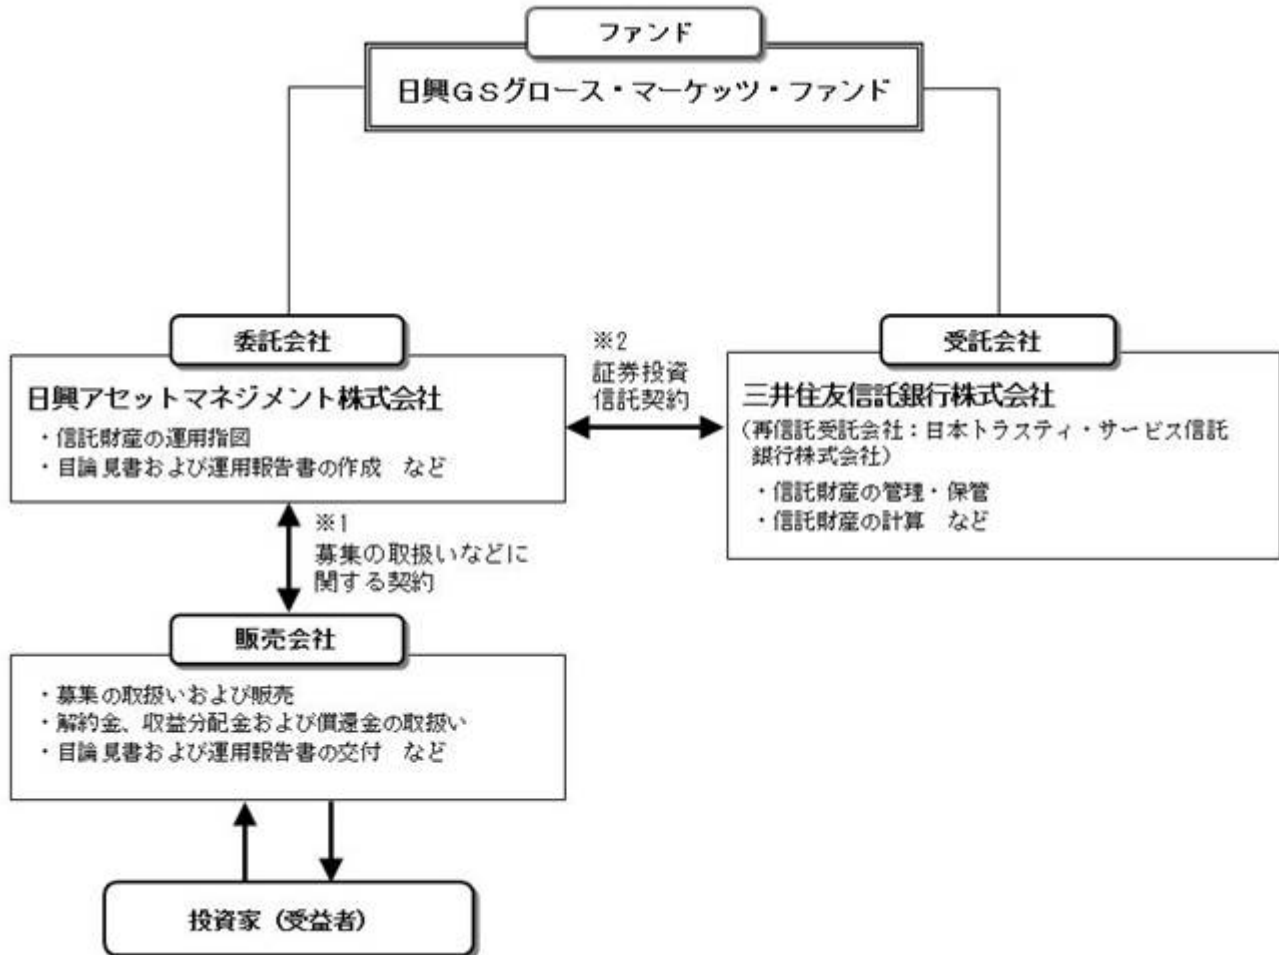 ファンド
日興GSグロース・マーケッツ・ファンド
委託会社
日興アセットマネジメント株式会社
・信託財産の運用指図
・目論見書および運用報告書の作成　など
※2
証券投資
信託契約
受託会社
三井住友信託銀行株式会社
(再信託受託会社：日本トラスティ・サービス信託
銀行株式会社)
・信託財産の管理・保管
・信託財産の計算　など
※1
募集の取扱いなどに
関する契約
販売会社
・募集の取扱いおよび販売
・解約金、収益分配金および償還金の取扱い
・目論見書および運用報告書の交付　など
投資家（受益者）